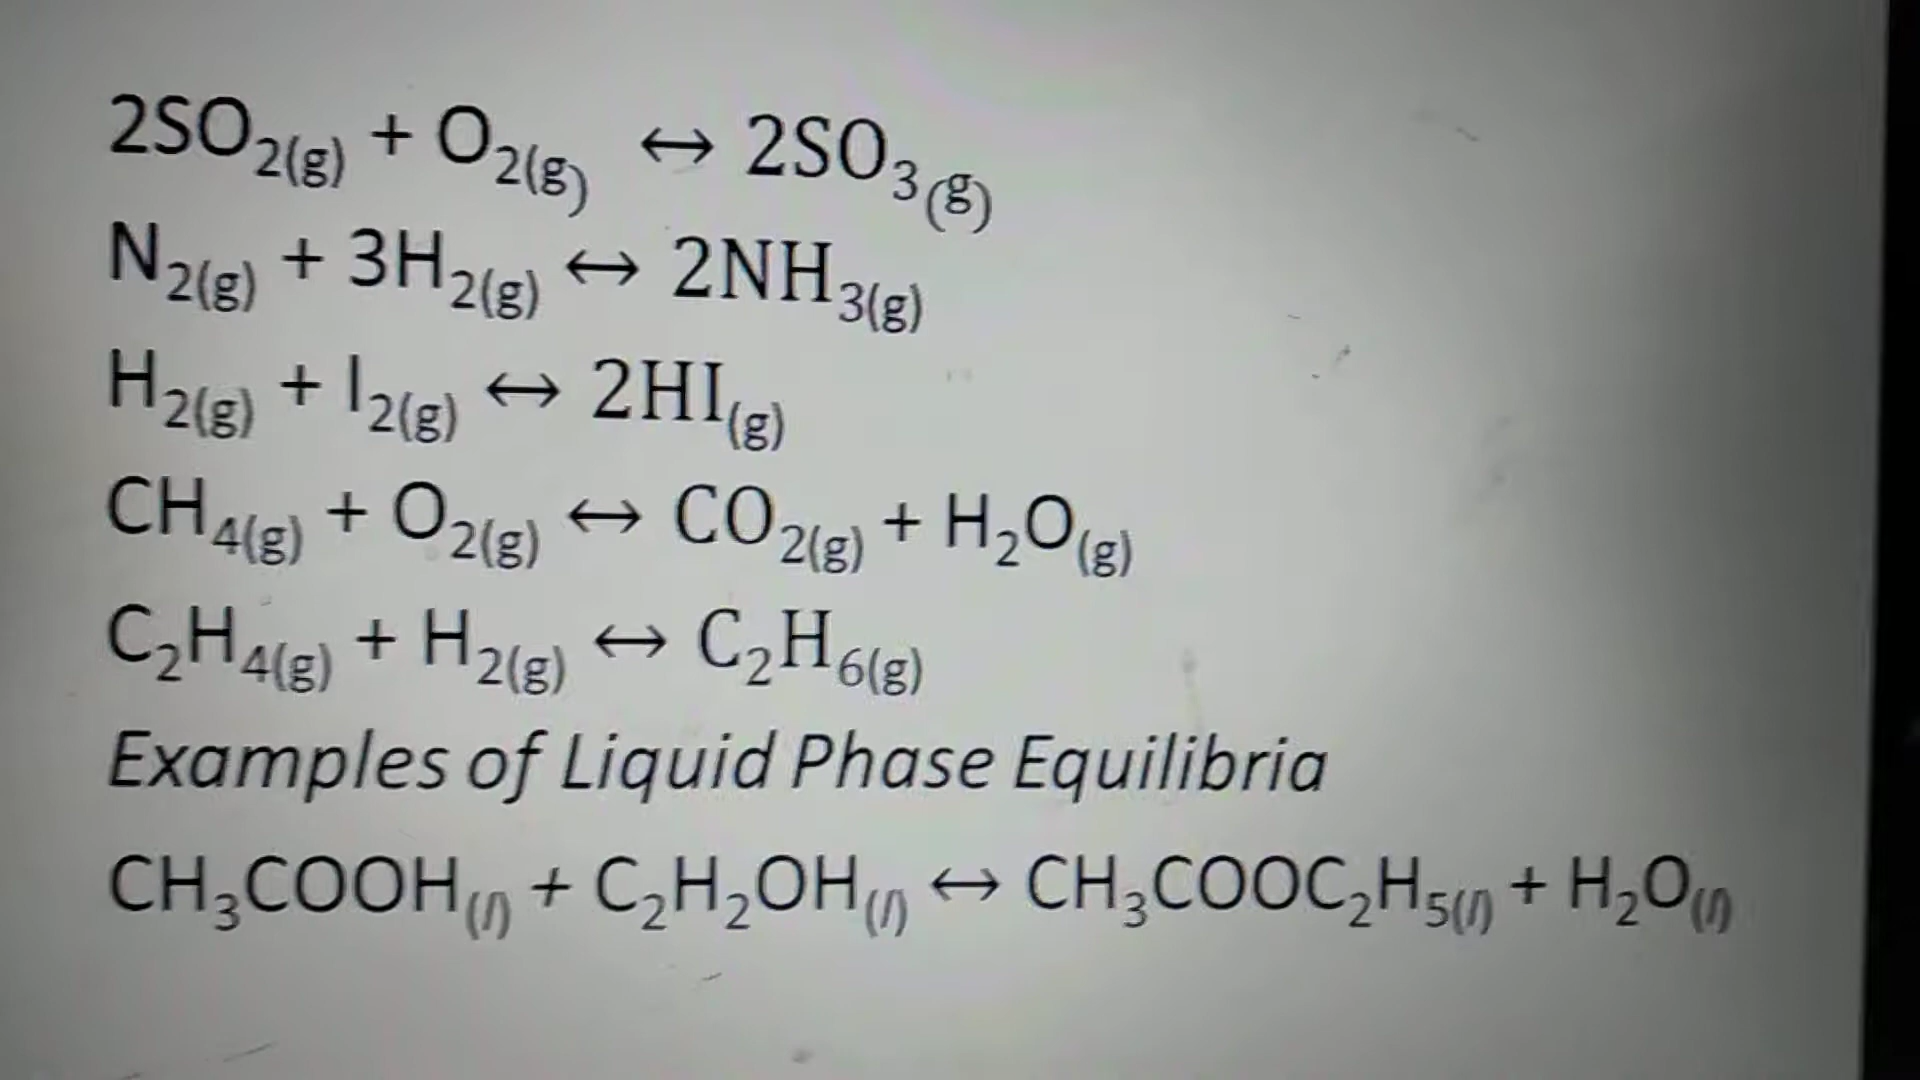 2SO₂(g) + O₂(g) ↔ 2SO₃(g)
N₂(g) + 3H₂(g) ↔ 2NH₃(g)
H₂(g) + I₂(g) ↔ 2HI(g)
CH₄(g) + O₂(g) ↔ CO₂(g) + H₂O(g)
C₂H₄(g) + H₂(g) ↔ C₂H₆(g)
Examples of Liquid Phase Equilibria
CH₃COOH(l) + C₂H₂OH(l) ↔ CH₃COOC₂H₅(l) + H₂O(l)